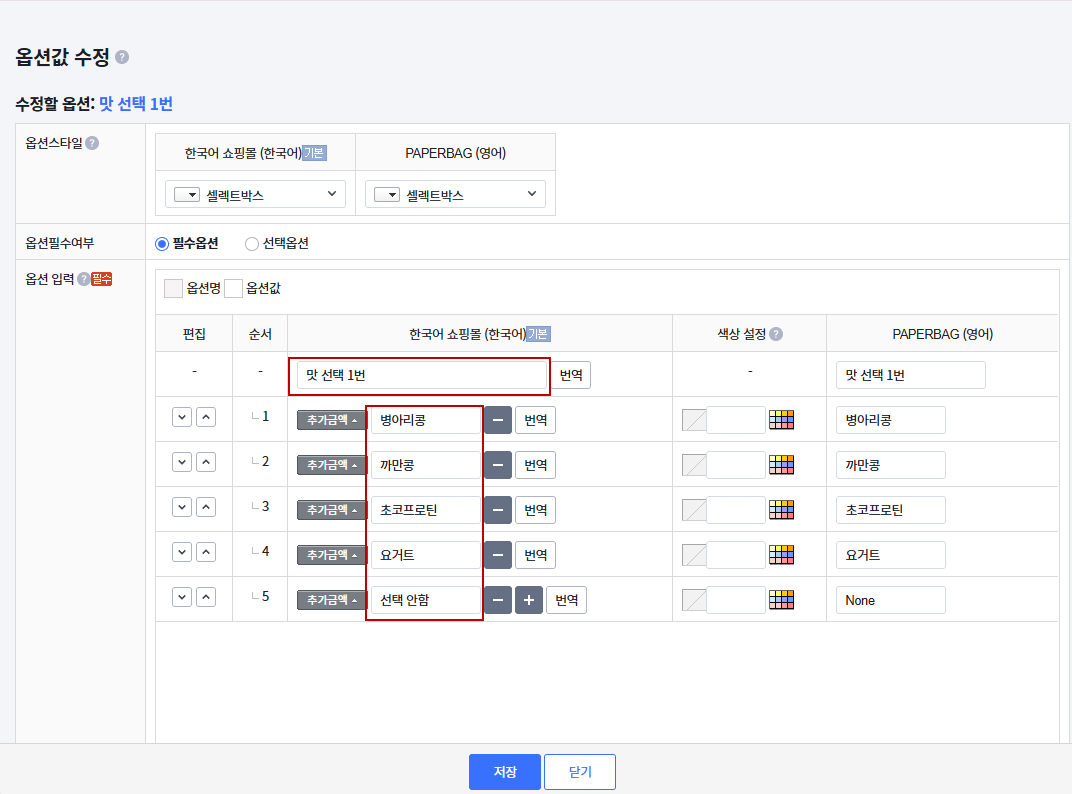 옵션값 수정 ?
수정할 옵션: 맛 선택 1번
옵션스타일 ?
한국어 쇼핑몰 (한국어) 기본 PAPERBAG (영어)
셀렉트박스 셀렉트박스
옵션필수여부 필수옵션 선택옵션
옵션 입력 ? 필수
옵션명 옵션값
편집 순서 한국어 쇼핑몰 (한국어) 기본 색상 설정 ? PAPERBAG (영어)
- - 맛 선택 1번 번역 - 맛 선택 1번
1 추가금액 병아리콩 − 번역 병아리콩
2 추가금액 까만콩 − 번역 까만콩
3 추가금액 초코프로틴 − 번역 초코프로틴
4 추가금액 요거트 − 번역 요거트
5 추가금액 선택 안함 − + 번역 None
저장 닫기